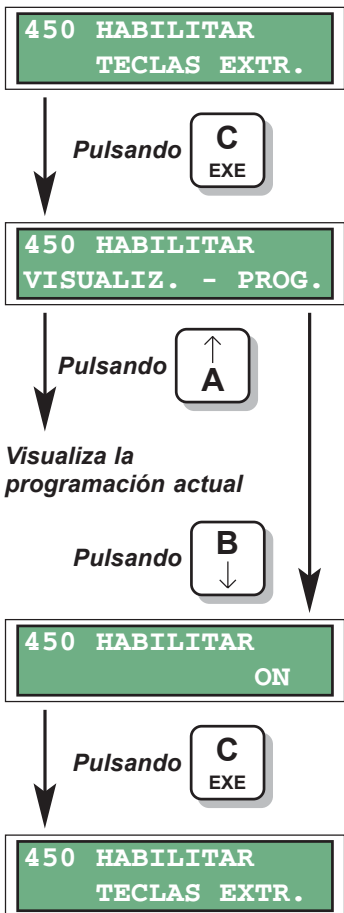 450 HABILITAR
TECLAS EXTR.
Pulsando
C
EXE
450 HABILITAR
VISUALIZ. - PROG.
Pulsando
↑
A
Visualiza la
programación actual
Pulsando
B
↓
450 HABILITAR
ON
Pulsando
C
EXE
450 HABILITAR
TECLAS EXTR.